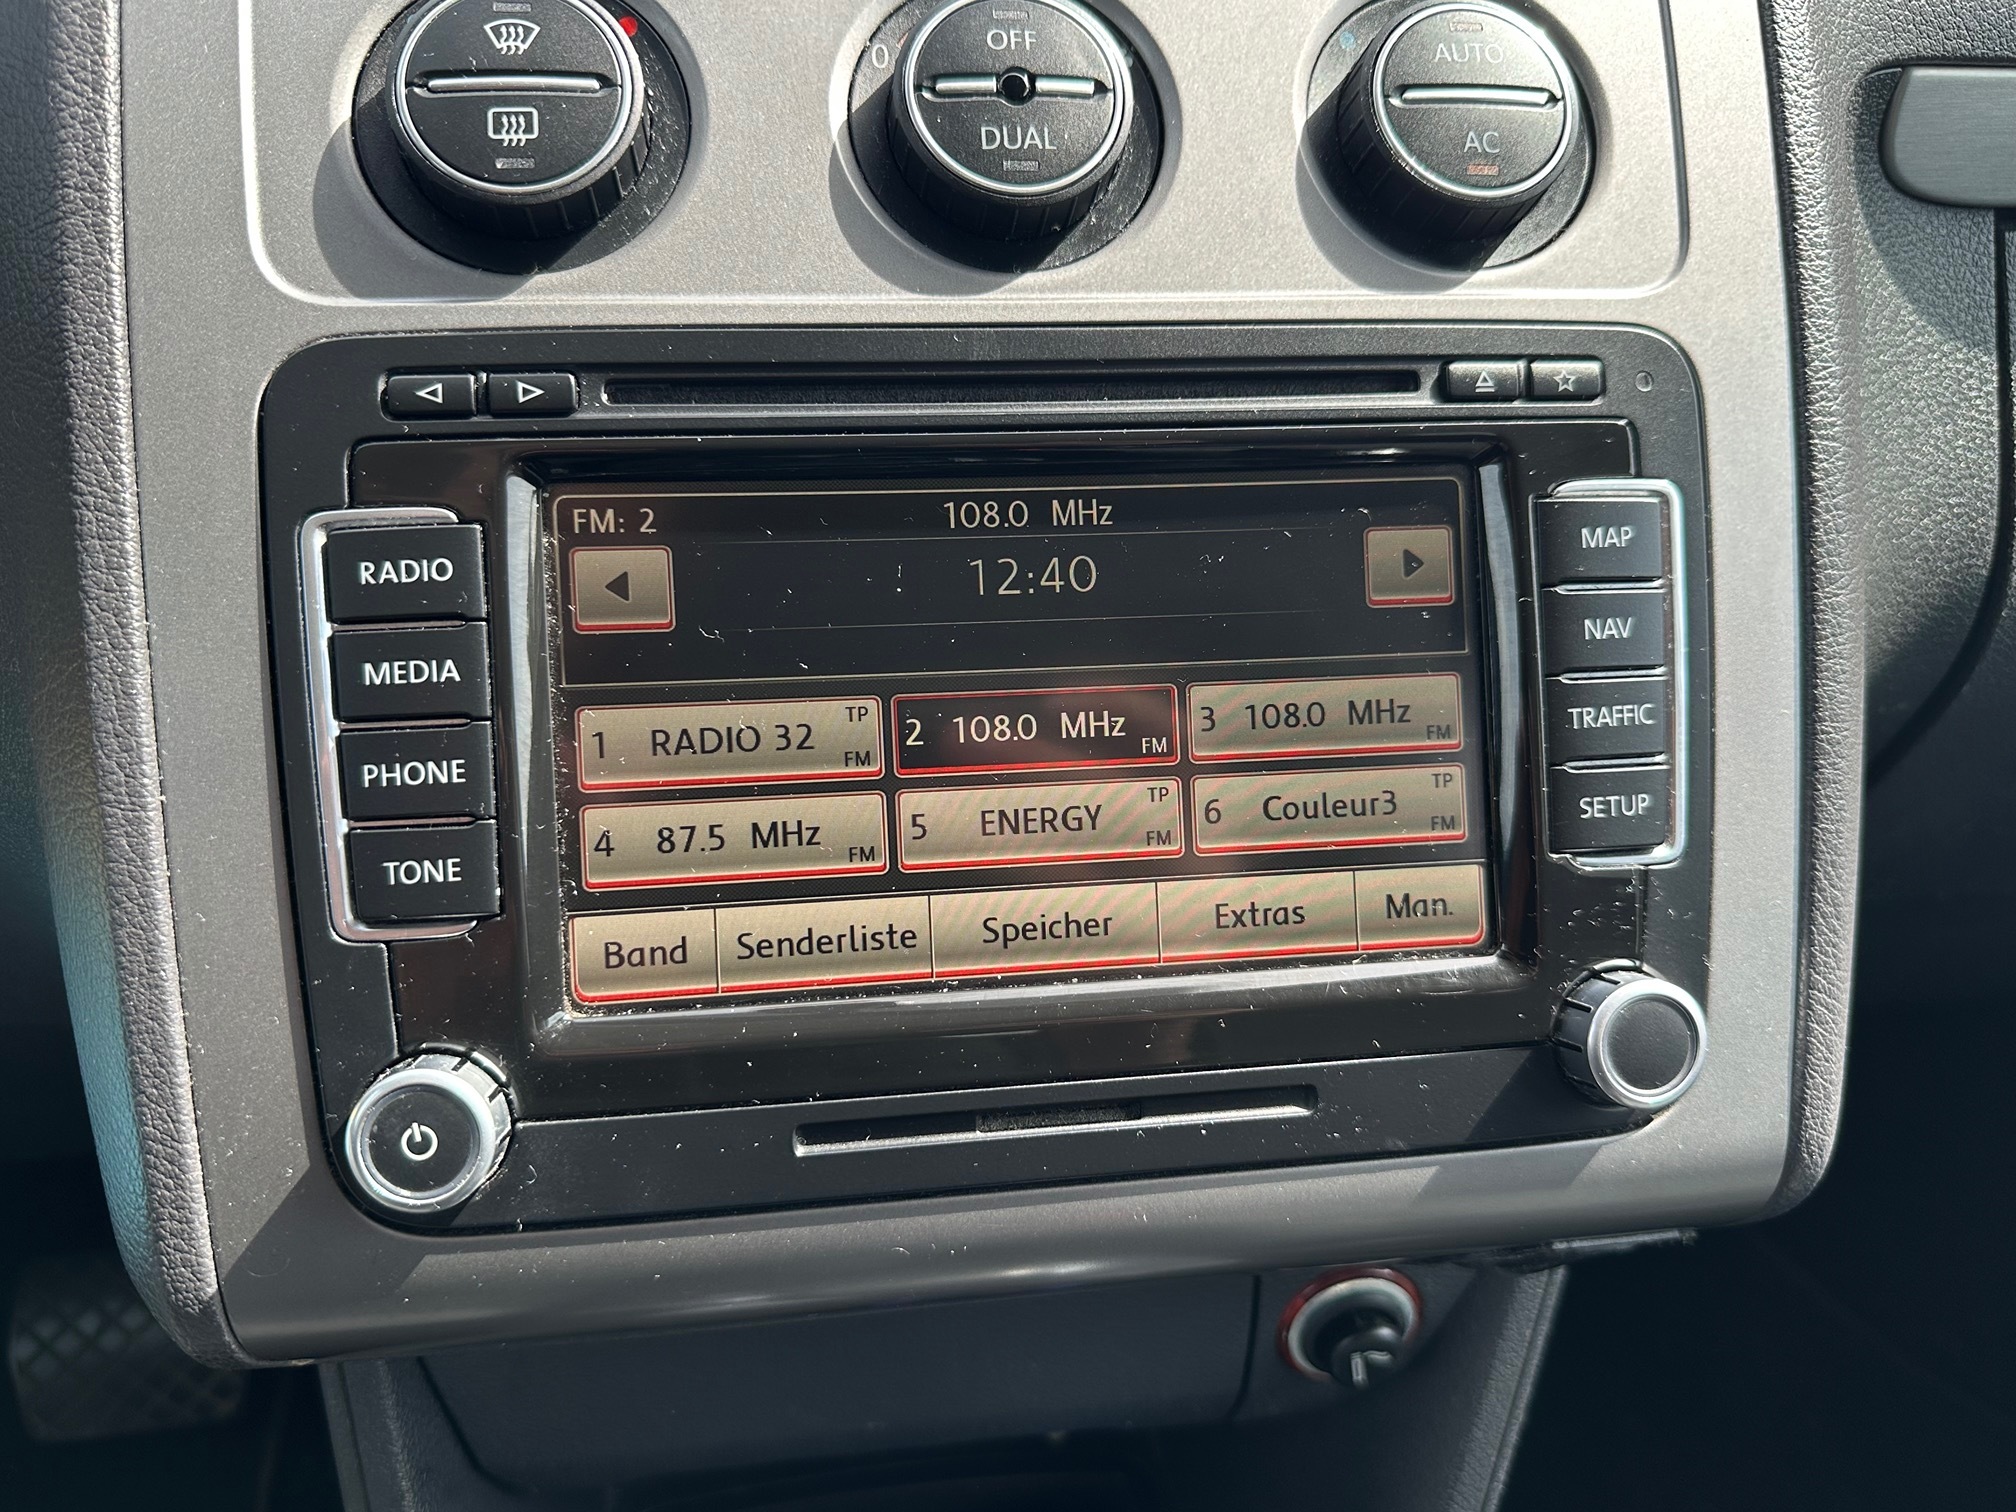 OFF
0
DUAL
AUTO
AC
FM: 2
108.0 MHz
12:40
RADIO
MEDIA
PHONE
TONE
1 RADIO 32 TP FM
2 108.0 MHz FM
3 108.0 MHz FM
4 87.5 MHz FM
5 ENERGY TP FM
6 Couleur3 TP FM
Band Senderliste Speicher Extras Man.
MAP
NAV
TRAFFIC
SETUP